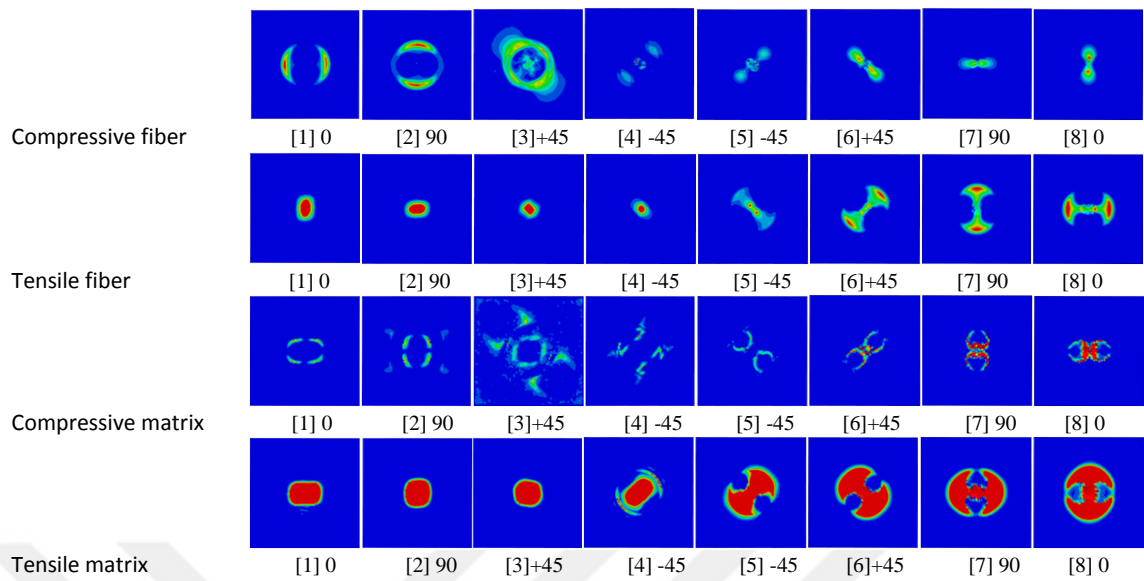 Compressive fiber [1] 0 [2] 90 [3]+45 [4] -45 [5] -45 [6]+45 [7] 90 [8] 0
Tensile fiber [1] 0 [2] 90 [3]+45 [4] -45 [5] -45 [6]+45 [7] 90 [8] 0
Compressive matrix [1] 0 [2] 90 [3]+45 [4] -45 [5] -45 [6]+45 [7] 90 [8] 0
Tensile matrix [1] 0 [2] 90 [3]+45 [4] -45 [5] -45 [6]+45 [7] 90 [8] 0